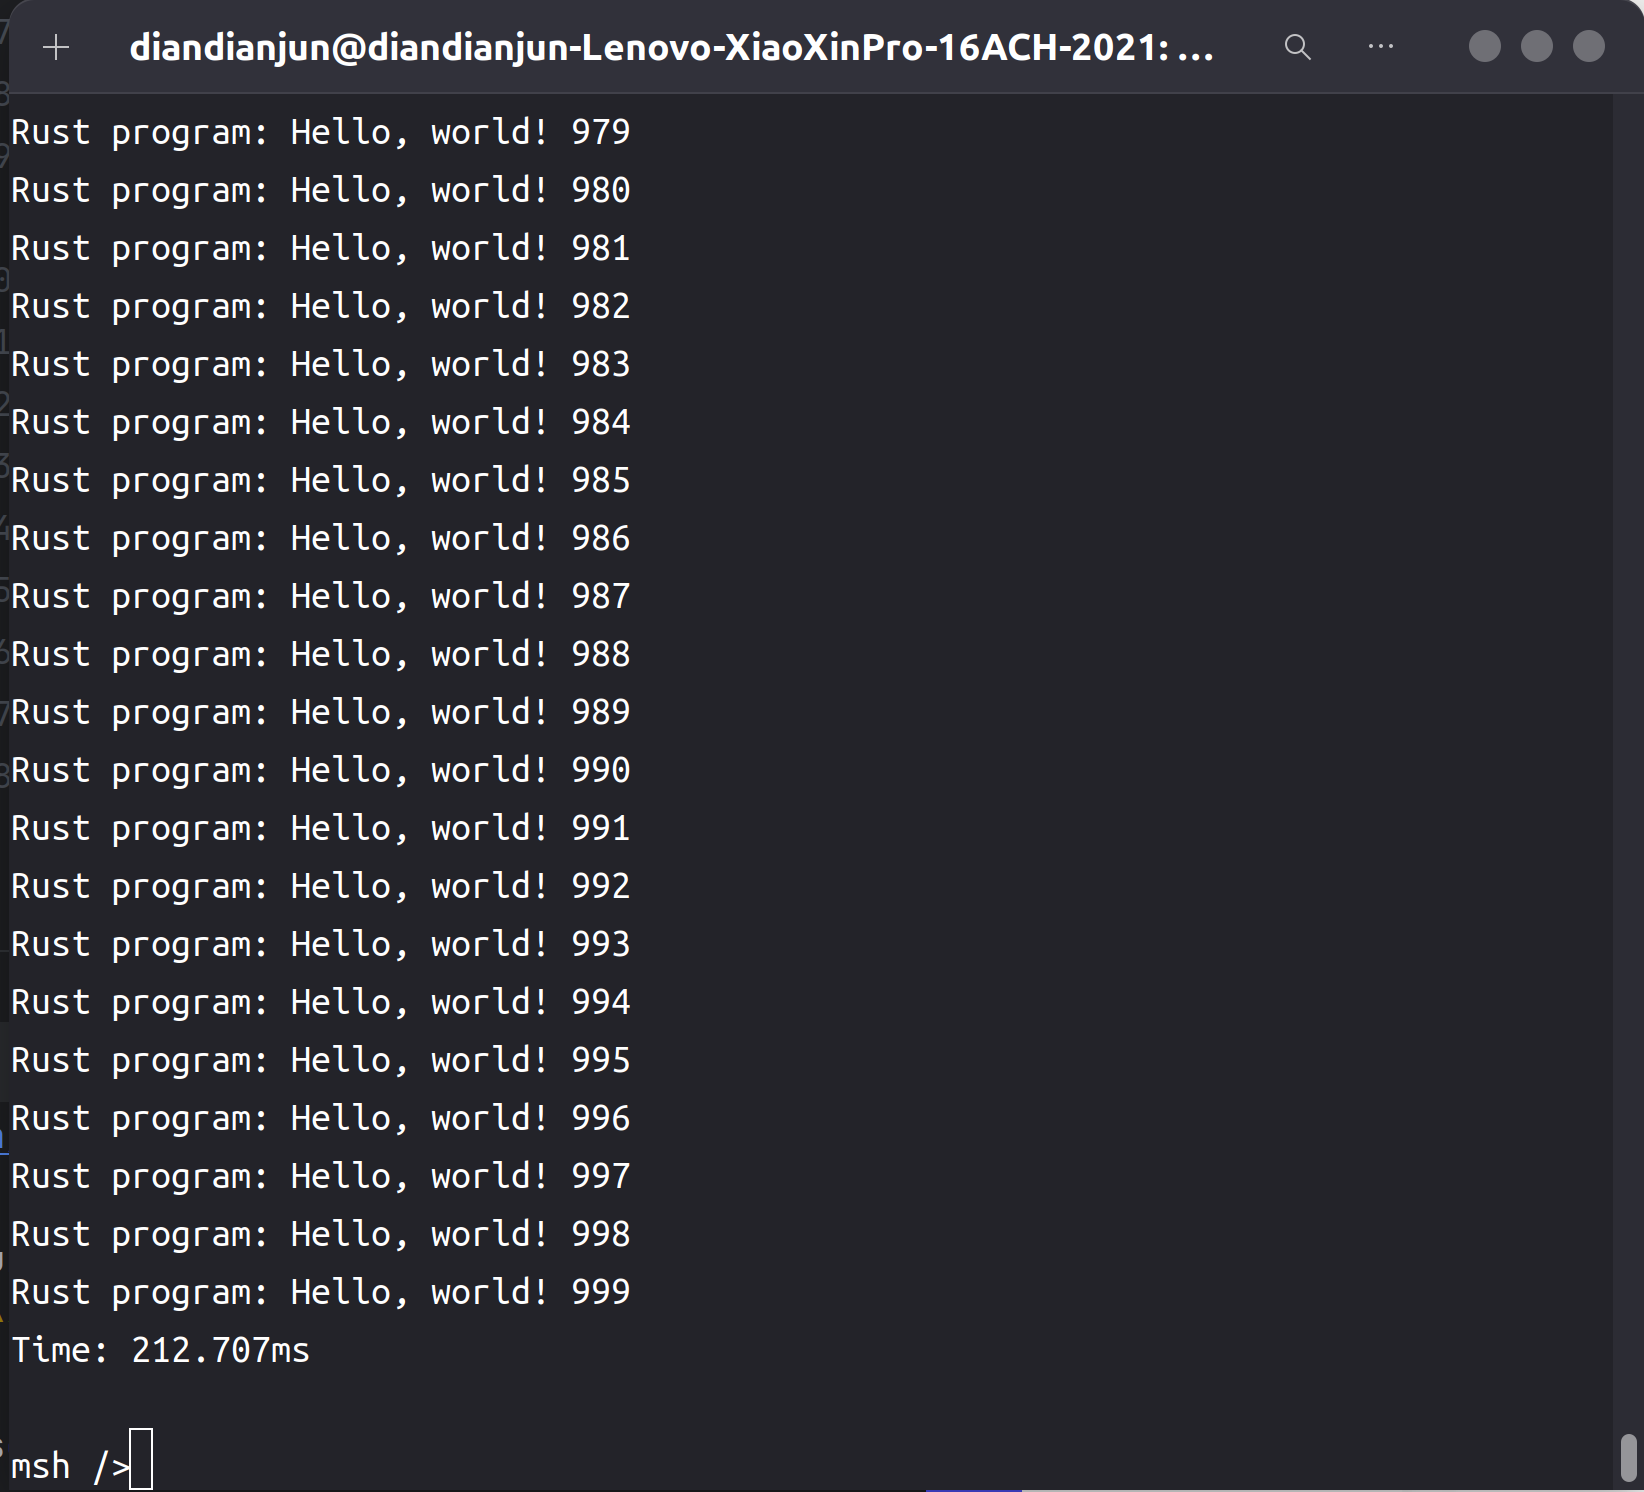 diandianjun@diandianjun-Lenovo-XiaoXinPro-16ACH-2021: ...
Rust program: Hello, world! 979
Rust program: Hello, world! 980
Rust program: Hello, world! 981
Rust program: Hello, world! 982
Rust program: Hello, world! 983
Rust program: Hello, world! 984
Rust program: Hello, world! 985
Rust program: Hello, world! 986
Rust program: Hello, world! 987
Rust program: Hello, world! 988
Rust program: Hello, world! 989
Rust program: Hello, world! 990
Rust program: Hello, world! 991
Rust program: Hello, world! 992
Rust program: Hello, world! 993
Rust program: Hello, world! 994
Rust program: Hello, world! 995
Rust program: Hello, world! 996
Rust program: Hello, world! 997
Rust program: Hello, world! 998
Rust program: Hello, world! 999
Time: 212.707ms
msh />